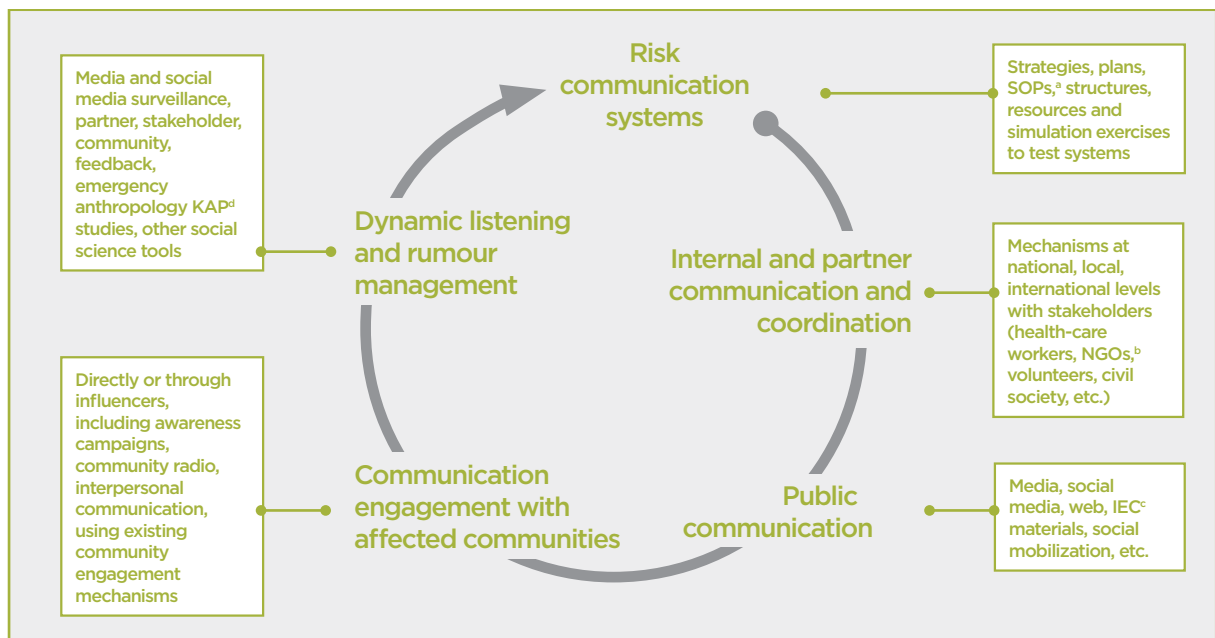 Risk
communication
systems
Strategies, plans,
SOPs,ᵃ structures,
resources and
simulation exercises
to test systems
Internal and partner
communication and
coordination
Mechanisms at
national, local,
international levels
with stakeholders
(health-care
workers, NGOs,ᵇ
volunteers, civil
society, etc.)
Public
communication
Media, social
media, web, IECᶜ
materials, social
mobilization, etc.
Communication
engagement with
affected communities
Directly or through
influencers,
including awareness
campaigns,
community radio,
interpersonal
communication,
using existing
community
engagement
mechanisms
Dynamic listening
and rumour
management
Media and social
media surveillance,
partner, stakeholder,
community,
feedback,
emergency
anthropology KAPᵈ
studies, other social
science tools